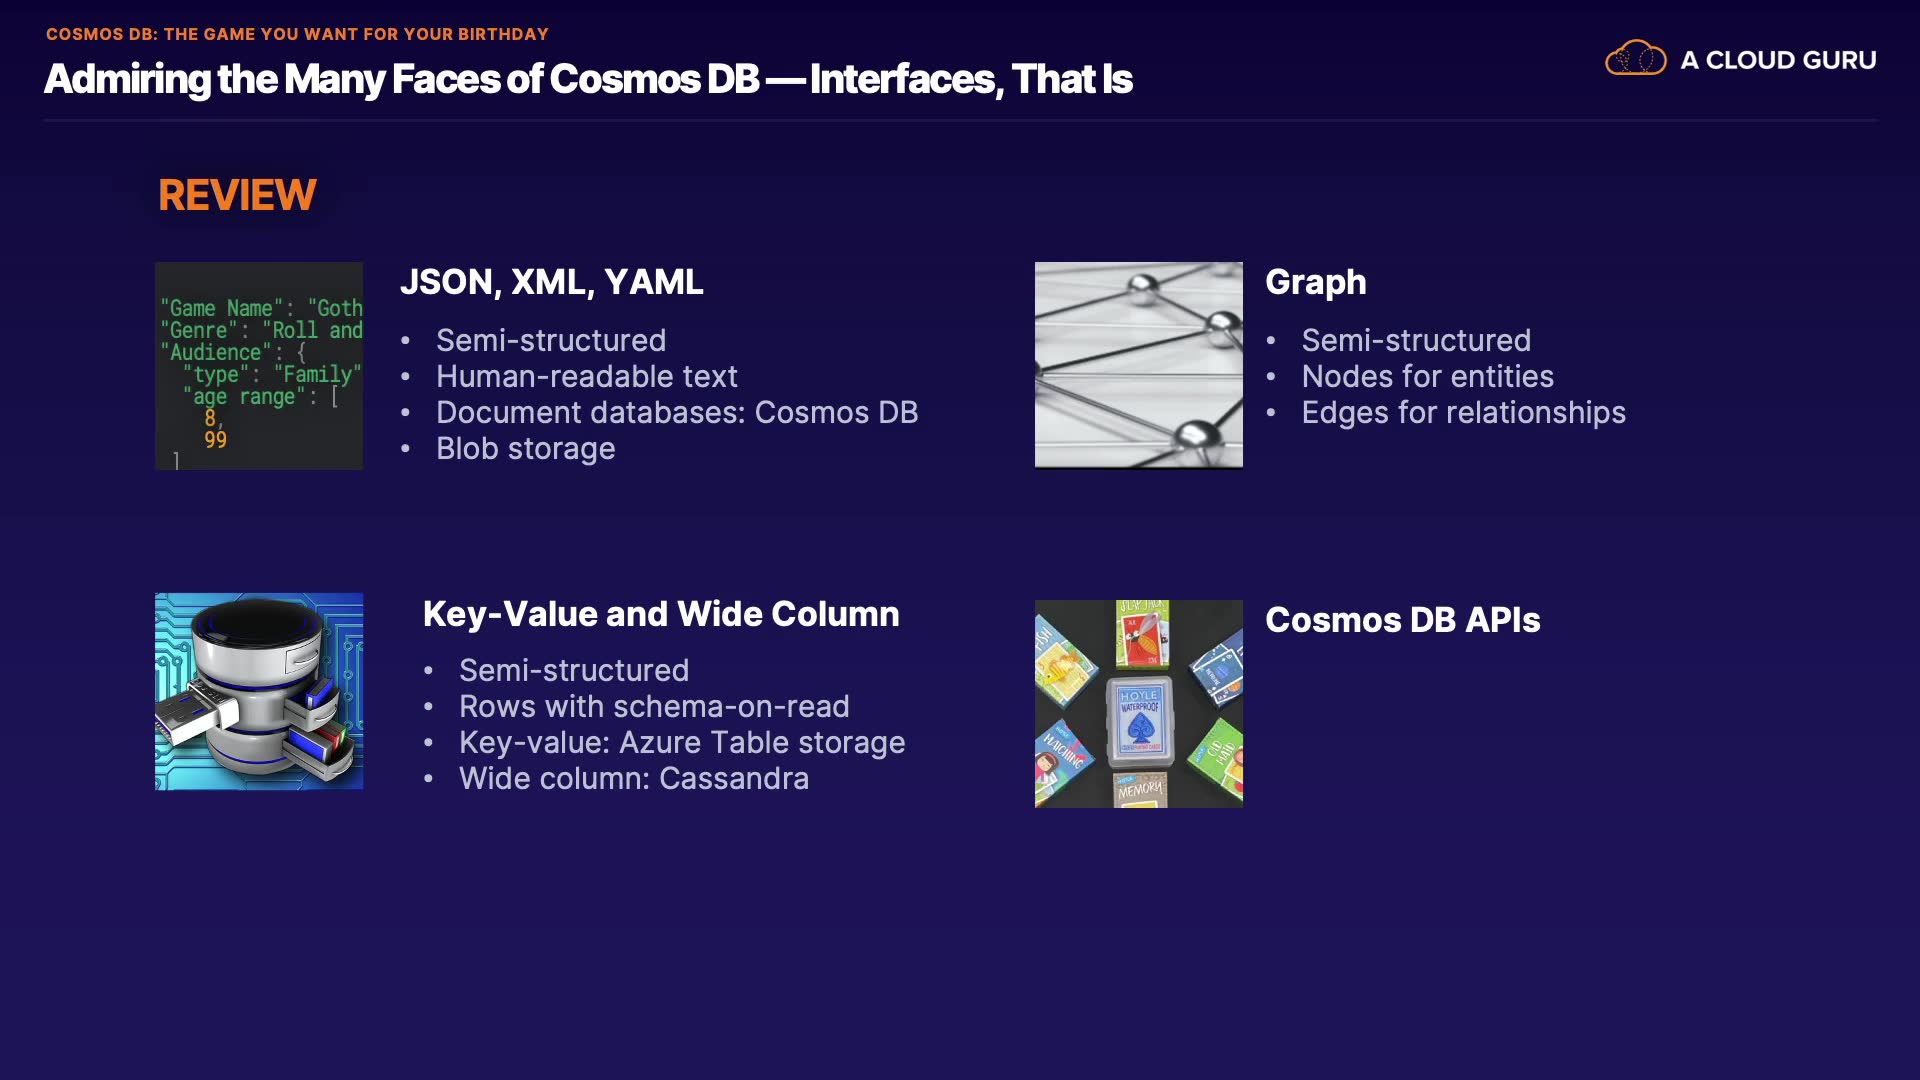 COSMOS DB: THE GAME YOU WANT FOR YOUR BIRTHDAY
Admiring the Many Faces of Cosmos DB — Interfaces, That Is
A CLOUD GURU
REVIEW
"Game Name": "Goth
"Genre": "Roll and
"Audience": {
"type": "Family"
"age range": [
8,
99
]
JSON, XML, YAML
• Semi-structured
• Human-readable text
• Document databases: Cosmos DB
• Blob storage
Graph
• Semi-structured
• Nodes for entities
• Edges for relationships
Key-Value and Wide Column
• Semi-structured
• Rows with schema-on-read
• Key-value: Azure Table storage
• Wide column: Cassandra
HOYLE
WATERPROOF
MATCHING
MAID
MEMORY
Cosmos DB APIs